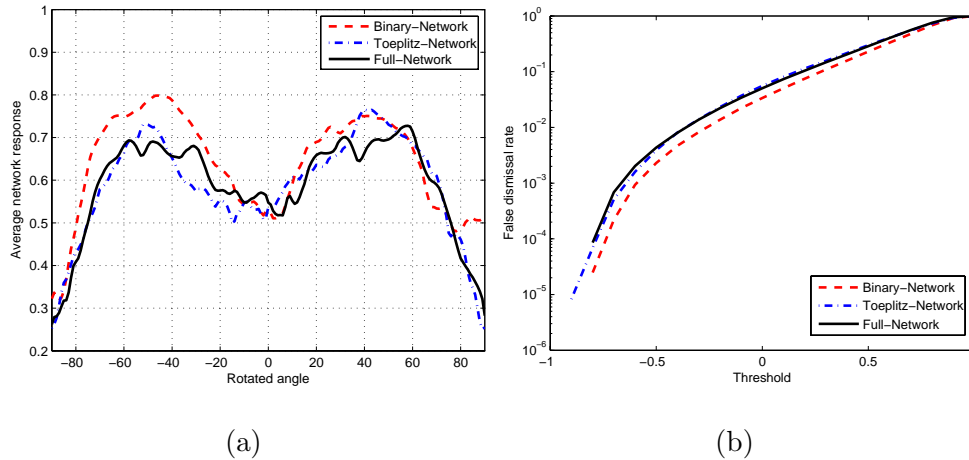 1
0.9
0.8
0.7
0.6
0.5
0.4
0.3
0.2
Average network response
−80 −60 −40 −20 0 20 40 60 80
Rotated angle
Binary−Network
Toeplitz−Network
Full−Network
(a)
10^0
10^−1
10^−2
10^−3
10^−4
10^−5
10^−6
False dismissal rate
−1 −0.5 0 0.5 1
Threshold
Binary−Network
Toeplitz−Network
Full−Network
(b)